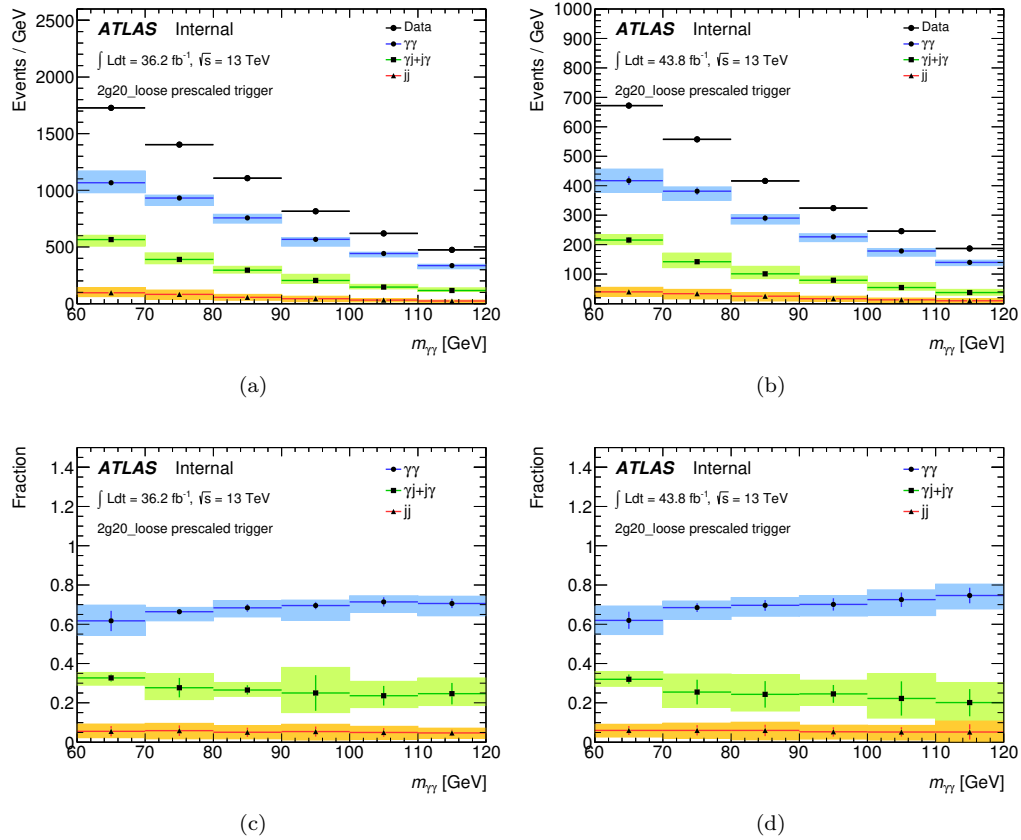 Events / GeV
2500
2000
1500
1000
500
0
ATLAS Internal
∫ Ldt = 36.2 fb⁻¹, √s = 13 TeV
2g20_loose prescaled trigger
Data
γγ
γj+jγ
jj
60 70 80 90 100 110 120
m_γγ [GeV]
(a)
Events / GeV
1000
900
800
700
600
500
400
300
200
100
0
ATLAS Internal
∫ Ldt = 43.8 fb⁻¹, √s = 13 TeV
2g20_loose prescaled trigger
Data
γγ
γj+jγ
jj
60 70 80 90 100 110 120
m_γγ [GeV]
(b)
Fraction
1.4
1.2
1
0.8
0.6
0.4
0.2
0
ATLAS Internal
∫ Ldt = 36.2 fb⁻¹, √s = 13 TeV
2g20_loose prescaled trigger
γγ
γj+jγ
jj
60 70 80 90 100 110 120
m_γγ [GeV]
(c)
Fraction
1.4
1.2
1
0.8
0.6
0.4
0.2
0
ATLAS Internal
∫ Ldt = 43.8 fb⁻¹, √s = 13 TeV
2g20_loose prescaled trigger
γγ
γj+jγ
jj
60 70 80 90 100 110 120
m_γγ [GeV]
(d)